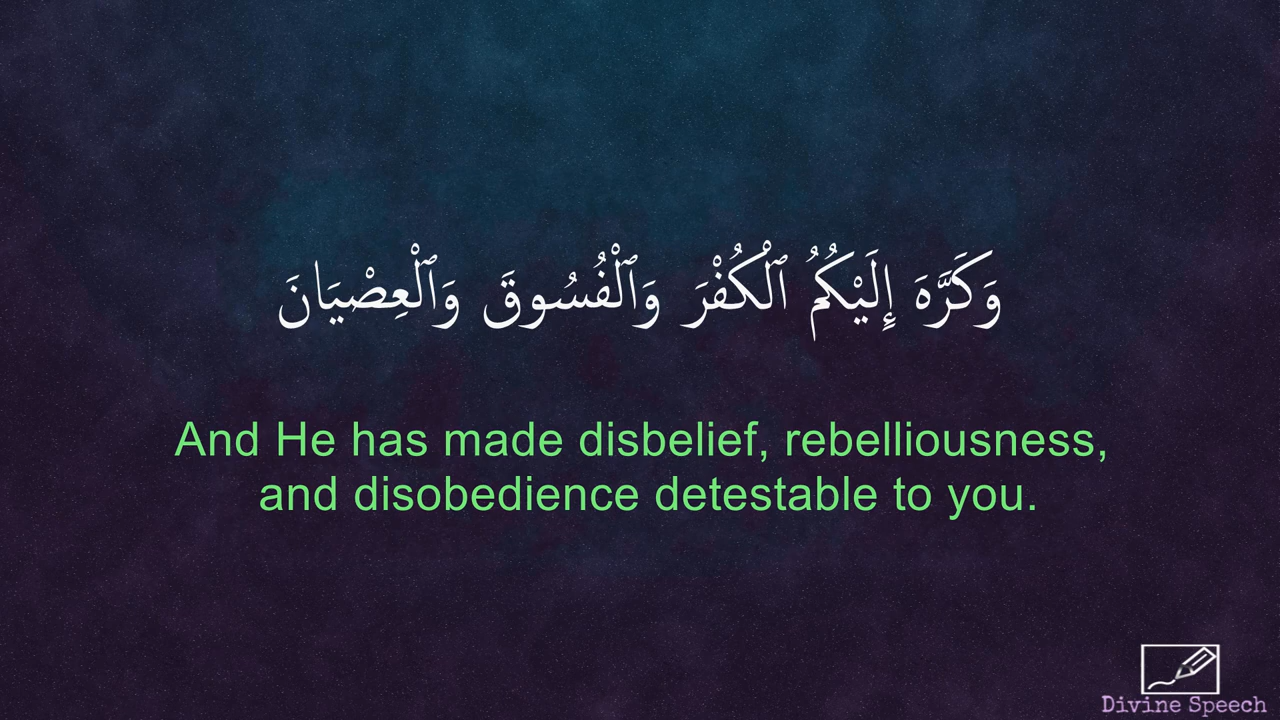 وَكَرَّهَ إِلَيْكُمُ ٱلْكُفْرَ وَٱلْفُسُوقَ وَٱلْعِصْيَانَ
And He has made disbelief, rebelliousness,
and disobedience detestable to you.
Divine Speech